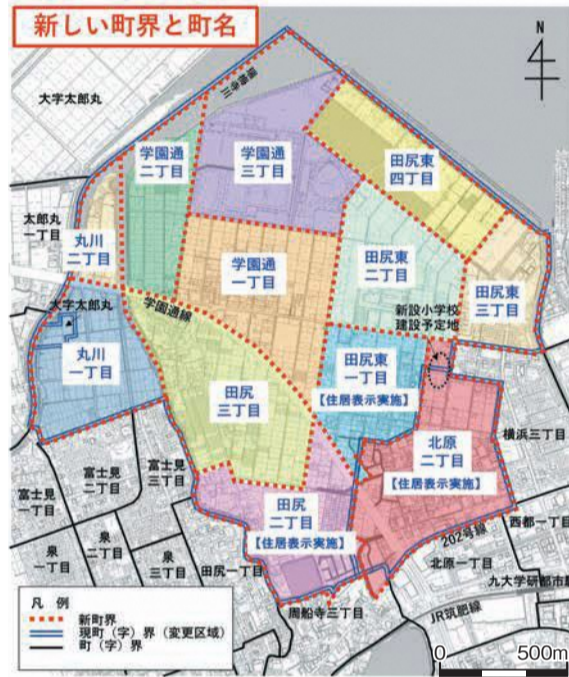 新しい町界と町名
N
大字太郎丸
瑞梅寺川
学園通
二丁目
学園通
三丁目
田尻東
四丁目
太郎丸
一丁目
丸川
二丁目
学園通
一丁目
田尻東
二丁目
田尻東
三丁目
大字太郎丸
学園通線
新設小学校
建設予定地
丸川
一丁目
田尻
三丁目
田尻東
一丁目
【住居表示実施】
北原
二丁目
【住居表示実施】
横浜三丁目
富士見
一丁目
富士見
二丁目
富士見
三丁目
田尻
二丁目
【住居表示実施】
202号線
西都一丁目
泉
一丁目
泉
二丁目
泉
三丁目
田尻一丁目
北原一丁目
九大学研都市駅
周船寺三丁目
JR筑肥線
凡 例
新町界
現町（字）界（変更区域）
町（字）界
0 500m